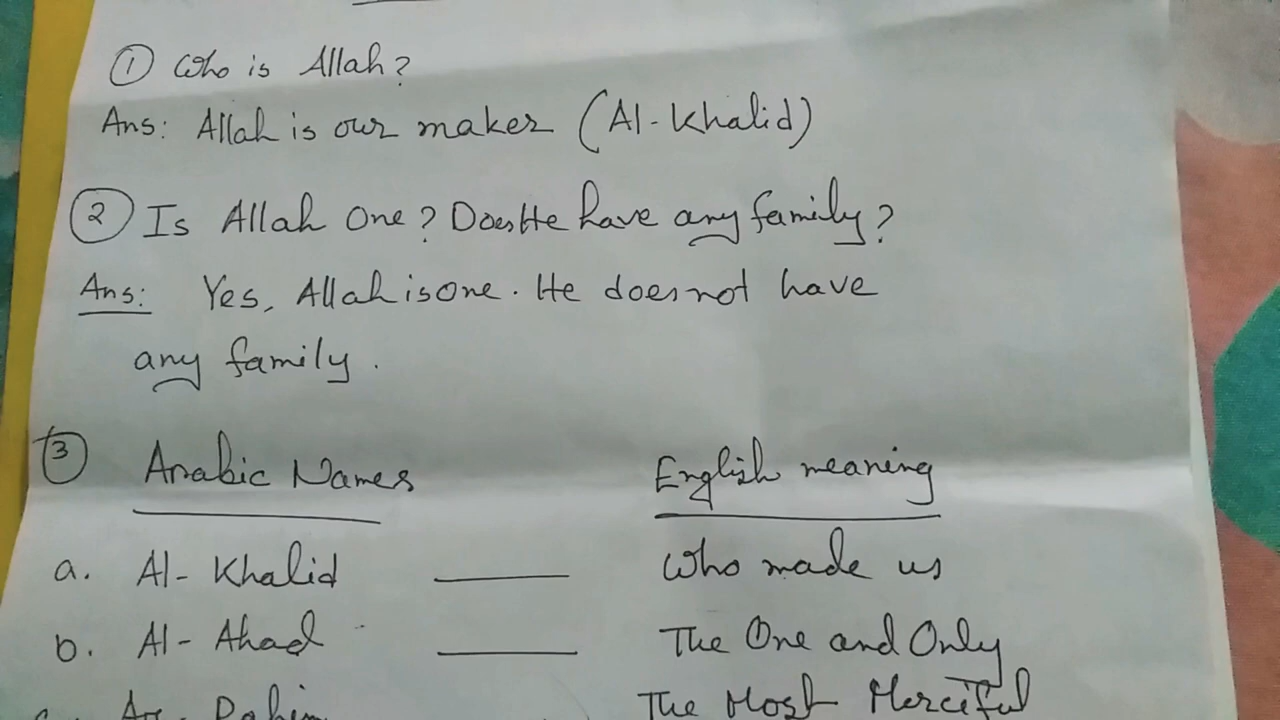 ① Who is Allah?
Ans: Allah is our maker (Al-Khalid)
② Is Allah One? Does He have any family?
Ans: Yes, Allah is one. He does not have
any family.
③ Arabic Names English meaning
a. Al-Khalid ——— Who made us
b. Al-Ahad ——— The One and Only
c. Ar-Rahim The Most Merciful